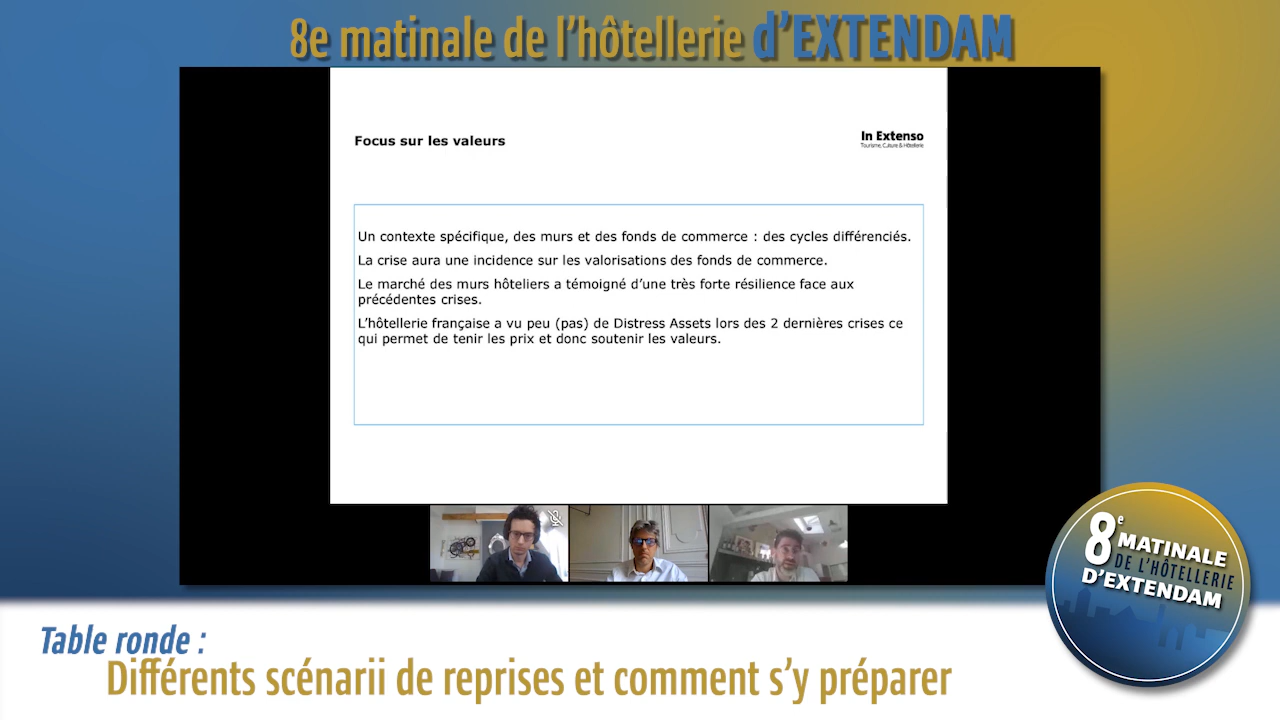 8e matinale de l'hôtellerie d'EXTENDAM
Focus sur les valeurs
In Extenso
Tourisme, Culture & Hôtellerie
Un contexte spécifique, des murs et des fonds de commerce : des cycles différenciés.
La crise aura une incidence sur les valorisations des fonds de commerce.
Le marché des murs hôteliers a témoigné d'une très forte résilience face aux
précédentes crises.
L'hôtellerie française a vu peu (pas) de Distress Assets lors des 2 dernières crises ce
qui permet de tenir les prix et donc soutenir les valeurs.
8e MATINALE
DE L'HÔTELLERIE
D'EXTENDAM
Table ronde :
Différents scénarii de reprises et comment s'y préparer